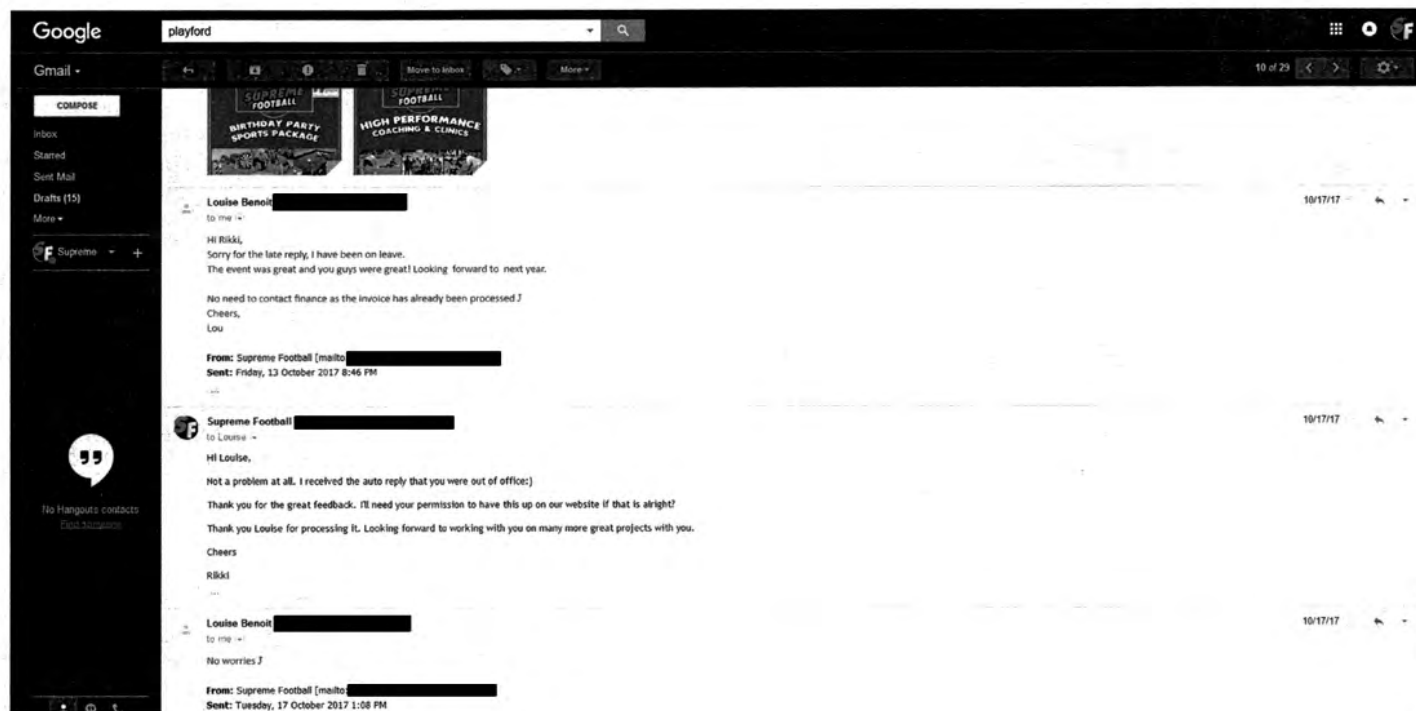 Google
playford
Gmail
Move to Inbox
More
10 of 29
COMPOSE
Inbox
Starred
Sent Mail
Drafts (15)
More
Supreme
No Hangouts contacts
Find someone
SUPREME
FOOTBALL
BIRTHDAY PARTY
SPORTS PACKAGE
SUPREME
FOOTBALL
HIGH PERFORMANCE
COACHING & CLINICS
Louise Benoit
10/17/17
to me
Hi Rikki,
Sorry for the late reply, I have been on leave.
The event was great and you guys were great! Looking forward to next year.
No need to contact finance as the invoice has already been processed J
Cheers,
Lou
From: Supreme Football [mailto:
Sent: Friday, 13 October 2017 8:46 PM
...
SF
Supreme Football
10/17/17
to Louise
Hi Louise,
Not a problem at all. I received the auto reply that you were out of office:)
Thank you for the great feedback. I'll need your permission to have this up on our website if that is alright?
Thank you Louise for processing it. Looking forward to working with you on many more great projects with you.
Cheers
Rikki
...
Louise Benoit
10/17/17
to me
No worries J
From: Supreme Football [mailto:
Sent: Tuesday, 17 October 2017 1:08 PM